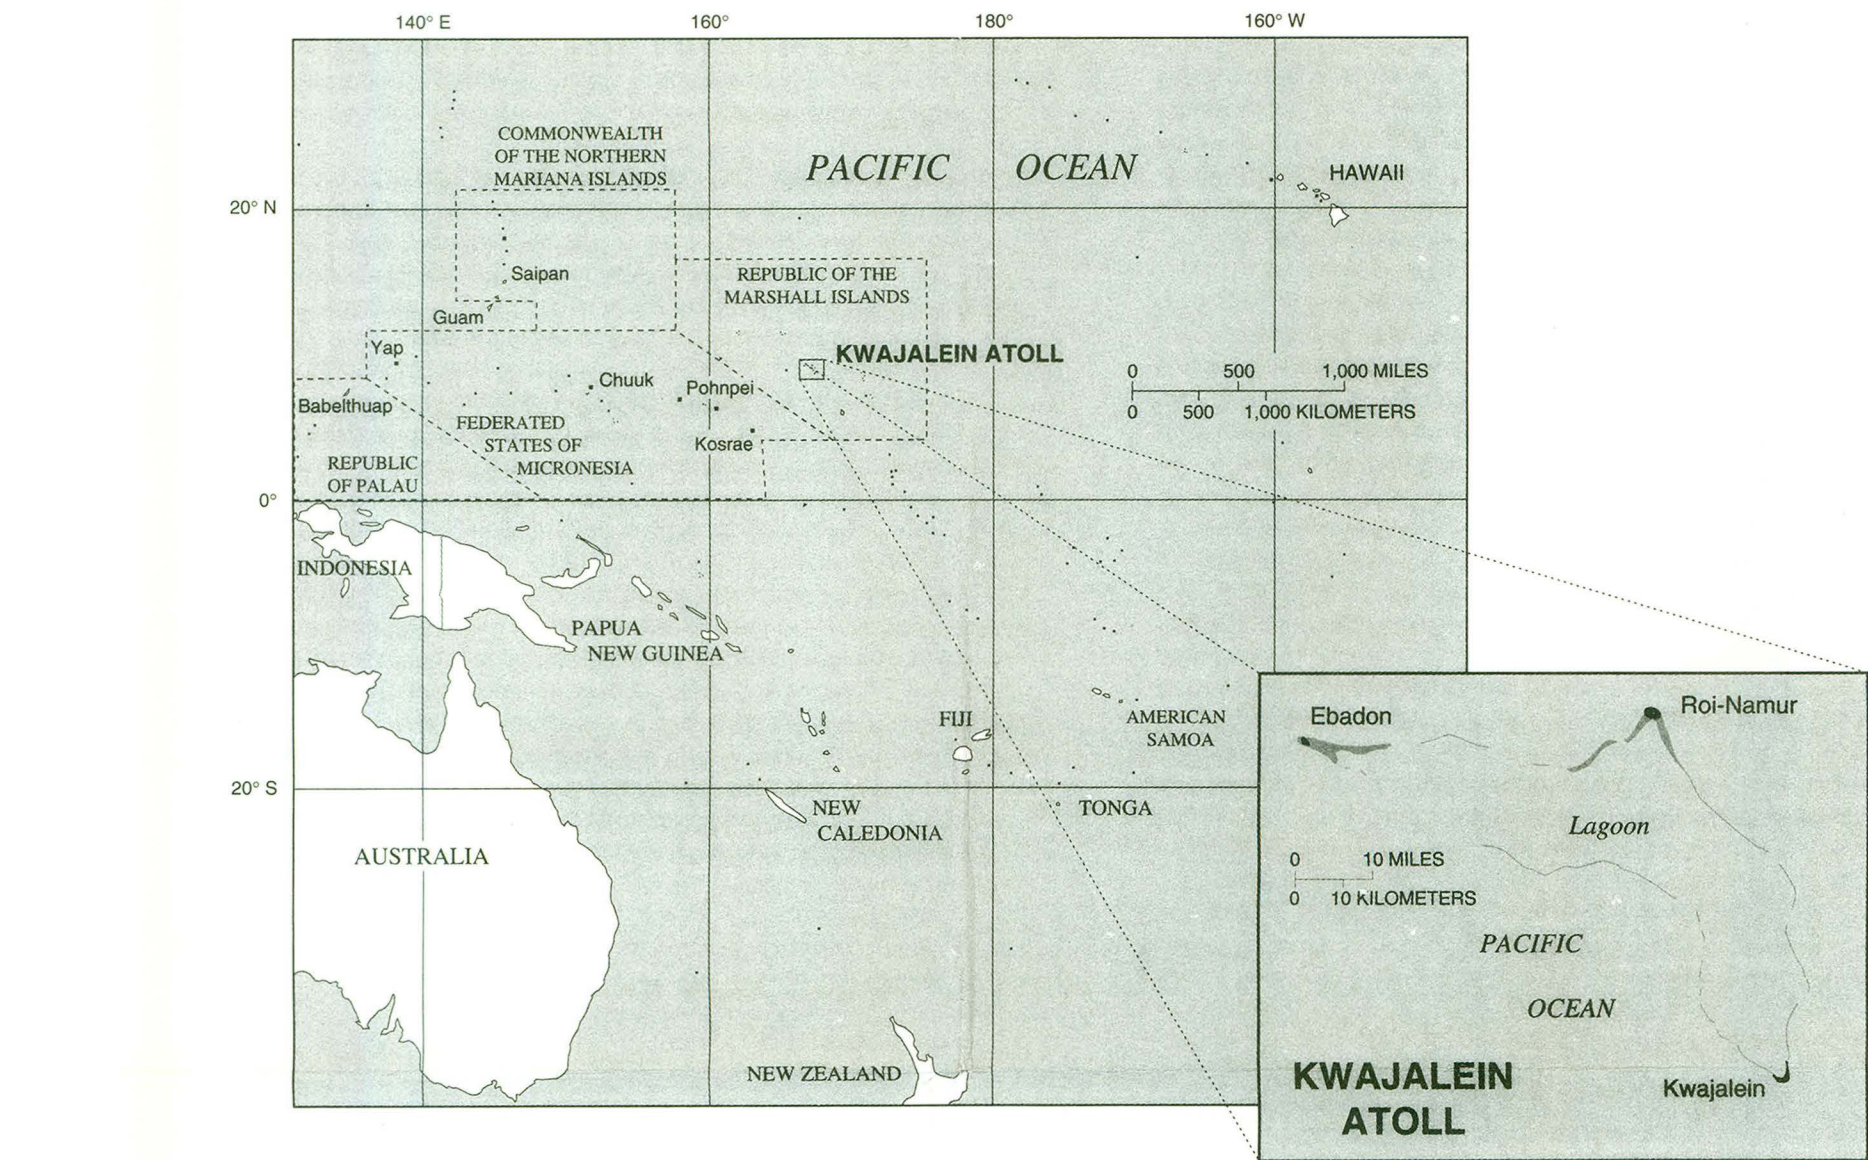 140° E
160°
180°
160° W
COMMONWEALTH
OF THE NORTHERN
MARIANA ISLANDS
PACIFIC OCEAN
HAWAII
20° N
Saipan
REPUBLIC OF THE
MARSHALL ISLANDS
Guam
Yap
KWAJALEIN ATOLL
0 500 1,000 MILES
0 500 1,000 KILOMETERS
Chuuk
Pohnpei
Babelthuap
FEDERATED
STATES OF
MICRONESIA
Kosrae
REPUBLIC
OF PALAU
0°
INDONESIA
PAPUA
NEW GUINEA
FIJI
AMERICAN
SAMOA
20° S
NEW
CALEDONIA
TONGA
AUSTRALIA
NEW ZEALAND
Ebadon
Roi-Namur
Lagoon
0 10 MILES
0 10 KILOMETERS
PACIFIC
OCEAN
KWAJALEIN
ATOLL
Kwajalein